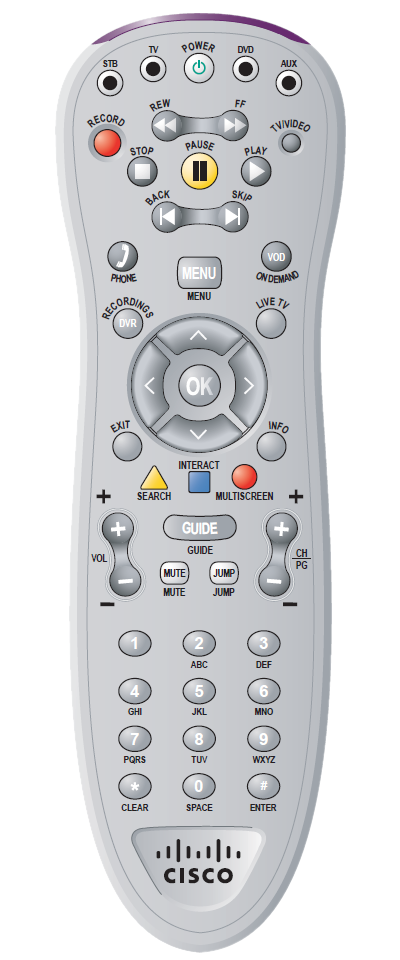 STB TV POWER DVD AUX
REW FF
RECORD TV/VIDEO
STOP PAUSE PLAY
BACK SKIP
PHONE MENU VOD
MENU ON DEMAND
RECORDINGS LIVE TV
DVR
OK
EXIT INFO
INTERACT
SEARCH MULTISCREEN
+ +
+ GUIDE +
VOL GUIDE CH
PG
− MUTE JUMP −
MUTE JUMP
− −
1 2 3
ABC DEF
4 5 6
GHI JKL MNO
7 8 9
PQRS TUV WXYZ
* 0 #
CLEAR SPACE ENTER
CISCO